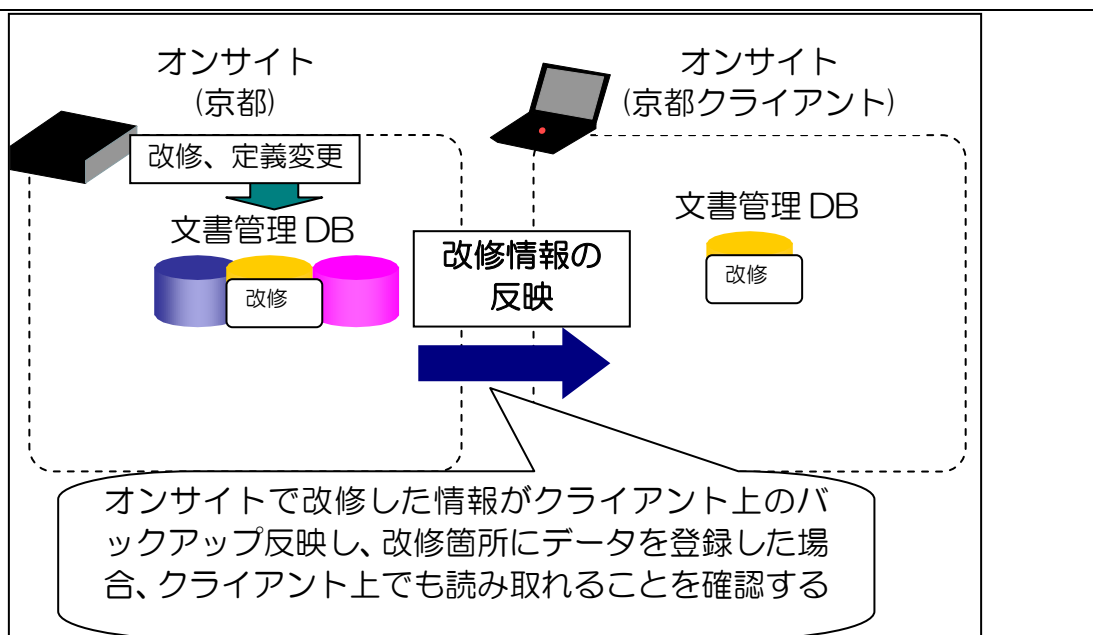 オンサイト
(京都)
オンサイト
(京都クライアント)
改修、定義変更
文書管理 DB
改修
改修情報の
反映
文書管理 DB
改修
オンサイトで改修した情報がクライアント上のバ
ックアップ反映し、改修箇所にデータを登録した場
合、クライアント上でも読み取れることを確認する